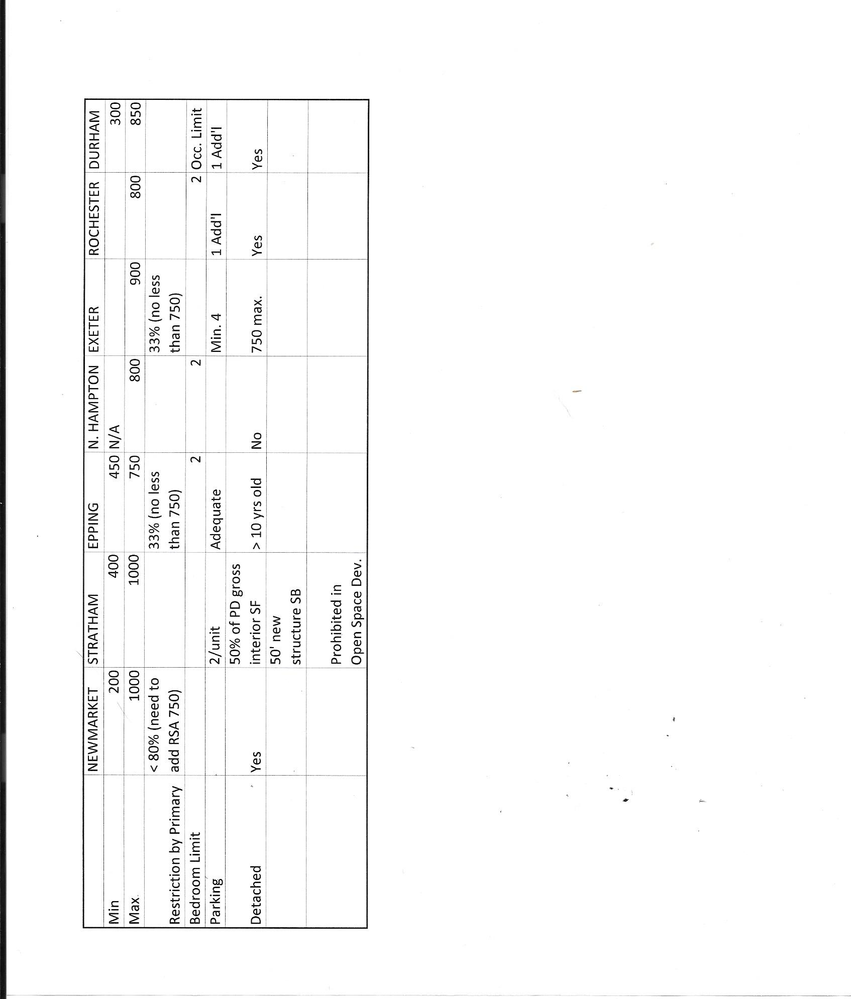 NEWMARKET STRATHAM EPPING N. HAMPTON EXETER ROCHESTER DURHAM
Min 200 400 450 N/A 300
Max 1000 1000 750 800 900 800 850
< 80% (need to 33% (no less 33% (no less
Restriction by Primary add RSA 750) than 750) than 750)
Bedroom Limit 2 2 2 Occ. Limit
Parking 2/unit Adequate Min. 4 1 Add'l 1 Add'l
50% of PD gross
Detached Yes interior SF > 10 yrs old No 750 max. Yes Yes
50' new
structure SB
Prohibited in
Open Space Dev.